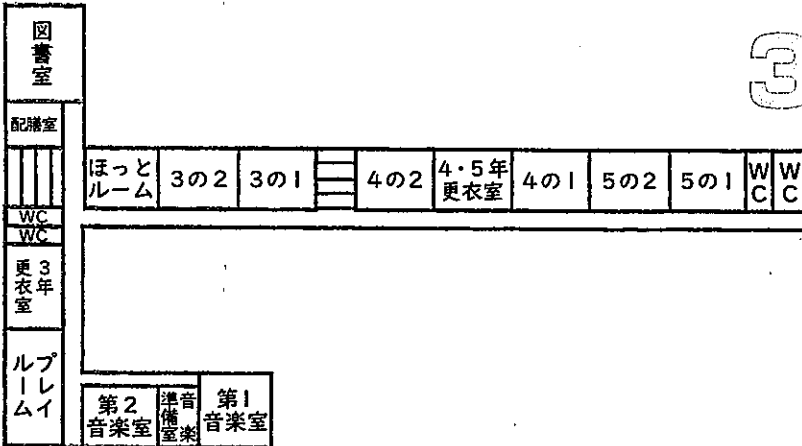 図書室
3
配膳室
ほっと
ルーム
3の2
3の1
4の2
4・5年
更衣室
4の1
5の2
5の1
WC
WC
WC
WC
3年
更衣室
プレイ
ルーム
第2
音楽室
音楽
準備室
第1
音楽室